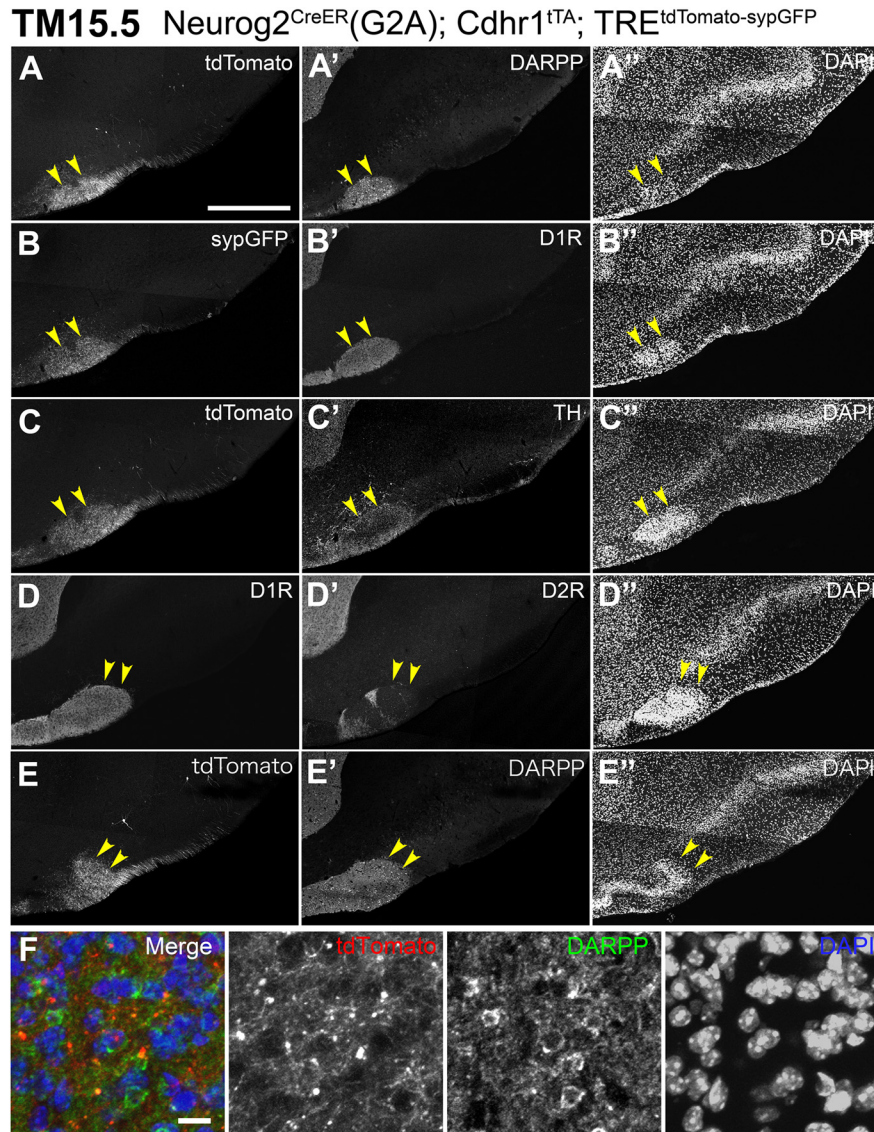 TM15.5 Neurog2CreER(G2A); Cdhr1tTA; TREtdTomato-sypGFP
A tdTomato A’ DARPP A” DAPI
B sypGFP B’ D1R B” DAPI
C tdTomato C’ TH C” DAPI
D D1R D’ D2R D” DAPI
E tdTomato E’ DARPP E” DAPI
F Merge tdTomato DARPP DAPI